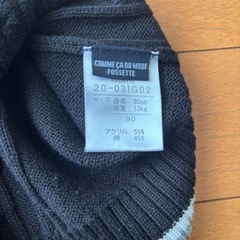 COMME ÇA DU MODE
FOSSETTE
20-03IG02
サイズ 身長 90cm
体重 13kg
90
アクリル 55%
綿 45%